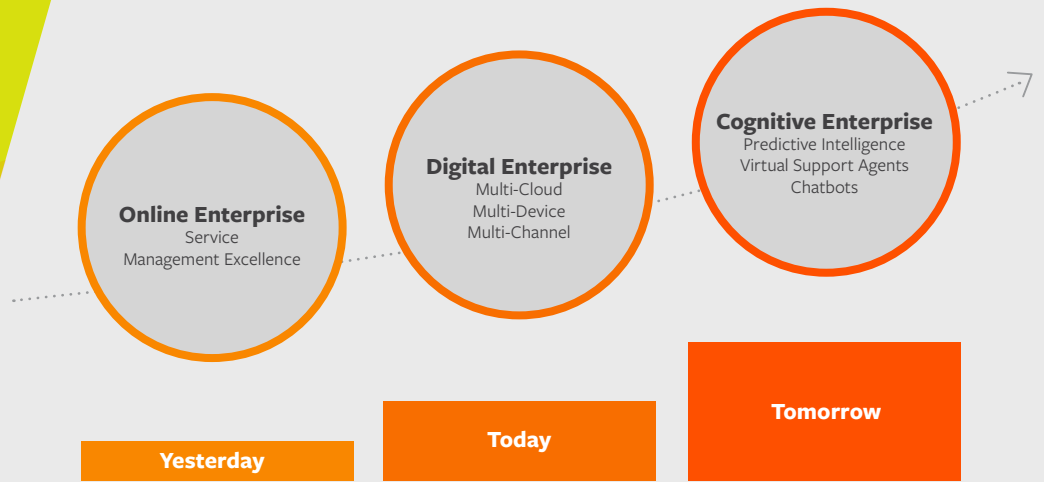 Online Enterprise
Service
Management Excellence
Digital Enterprise
Multi-Cloud
Multi-Device
Multi-Channel
Cognitive Enterprise
Predictive Intelligence
Virtual Support Agents
Chatbots
Yesterday
Today
Tomorrow